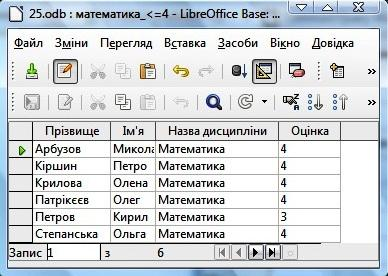 25.odb : математика_<=4 - LibreOffice Base: ...
Файл Зміни Перегляд Вставка Засоби Вікно Довідка
Прізвище Ім'я Назва дисципліни Оцінка
Арбузов Микола Математика 4
Кіршин Петро Математика 4
Крилова Олена Математика 4
Патрікєєв Олег Математика 4
Петров Кирил Математика 3
Степанська Ольга Математика 4
Запис 1 з 6